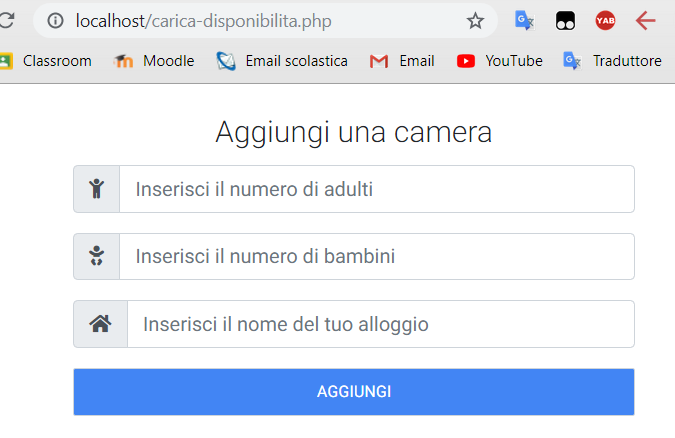 localhost/carica-disponibilita.php YAB
Classroom Moodle Email scolastica Email YouTube Traduttore
Aggiungi una camera
Inserisci il numero di adulti
Inserisci il numero di bambini
Inserisci il nome del tuo alloggio
AGGIUNGI